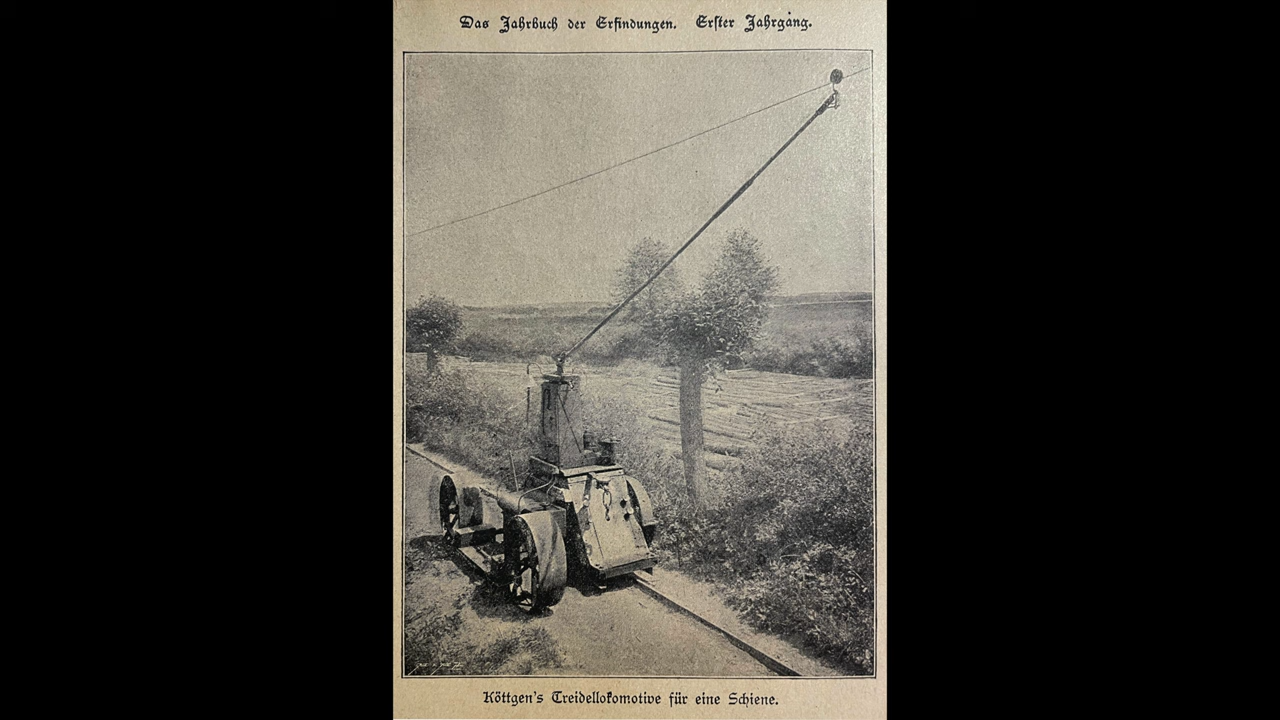 Das Jahrbuch der Erfindungen. Erster Jahrgang.
Köttgen's Treidellokomotive für eine Schiene.